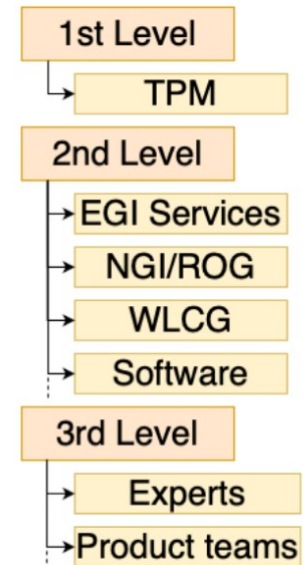 1st Level
TPM
2nd Level
EGI Services
NGI/ROG
WLCG
Software
3rd Level
Experts
Product teams